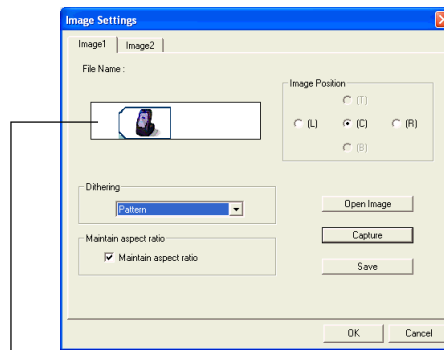 Image Settings
Image1 Image2
File Name :
Image Position
(T)
(L) (C) (R)
(B)
Dithering
Pattern
Open Image
Maintain aspect ratio
Capture
Maintain aspect ratio
Save
OK Cancel